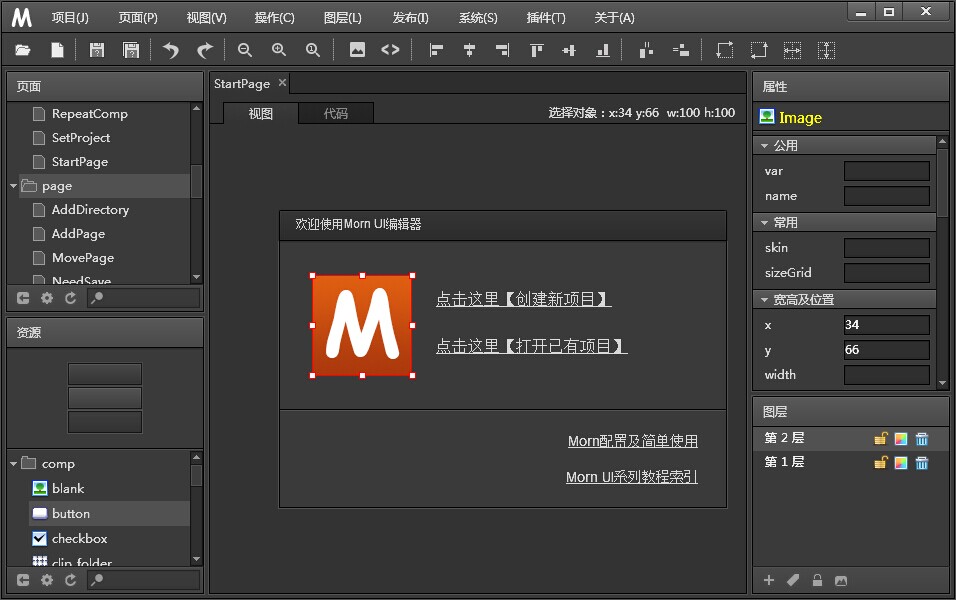 M 项目(J) 页面(P) 视图(V) 操作(C) 图层(L) 发布(I) 系统(S) 插件(T) 关于(A)
页面
RepeatComp
SetProject
StartPage
page
AddDirectory
AddPage
MovePage
NeedSave
资源
comp
blank
button
checkbox
clip_folder
StartPage
视图 代码 选择对象：x:34 y:66 w:100 h:100
欢迎使用Morn UI编辑器
M
点击这里【创建新项目】
点击这里【打开已有项目】
Morn配置及简单使用
Morn UI系列教程索引
属性
Image
公用
var
name
常用
skin
sizeGrid
宽高及位置
x 34
y 66
width
图层
第 2 层
第 1 层